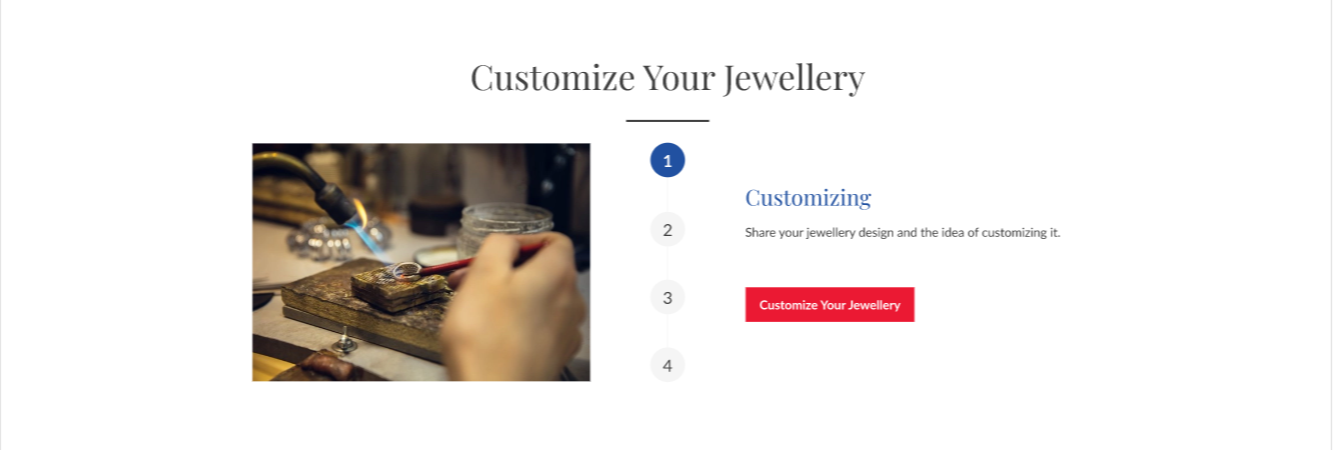 Customize Your Jewellery
1
Customizing
2
Share your jewellery design and the idea of customizing it.
3
Customize Your Jewellery
4